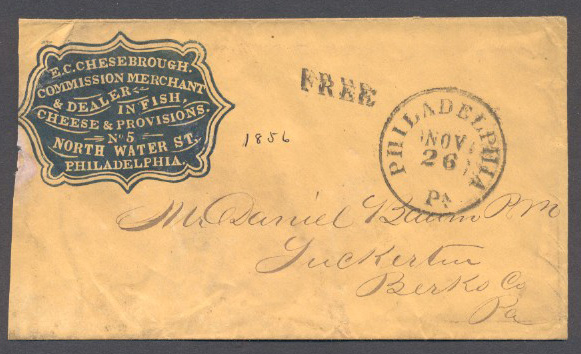 E.C. CHESEBROUGH.
COMMISSION MERCHANT
& DEALER
IN FISH,
CHEESE & PROVISIONS.
No 5
NORTH WATER ST.
PHILADELPHIA.
FREE
1856
PHILADELPHIA
NOV
26
Pa
Mr. Daniel Baum P.M
Tuckerton
Berks Co
Pa